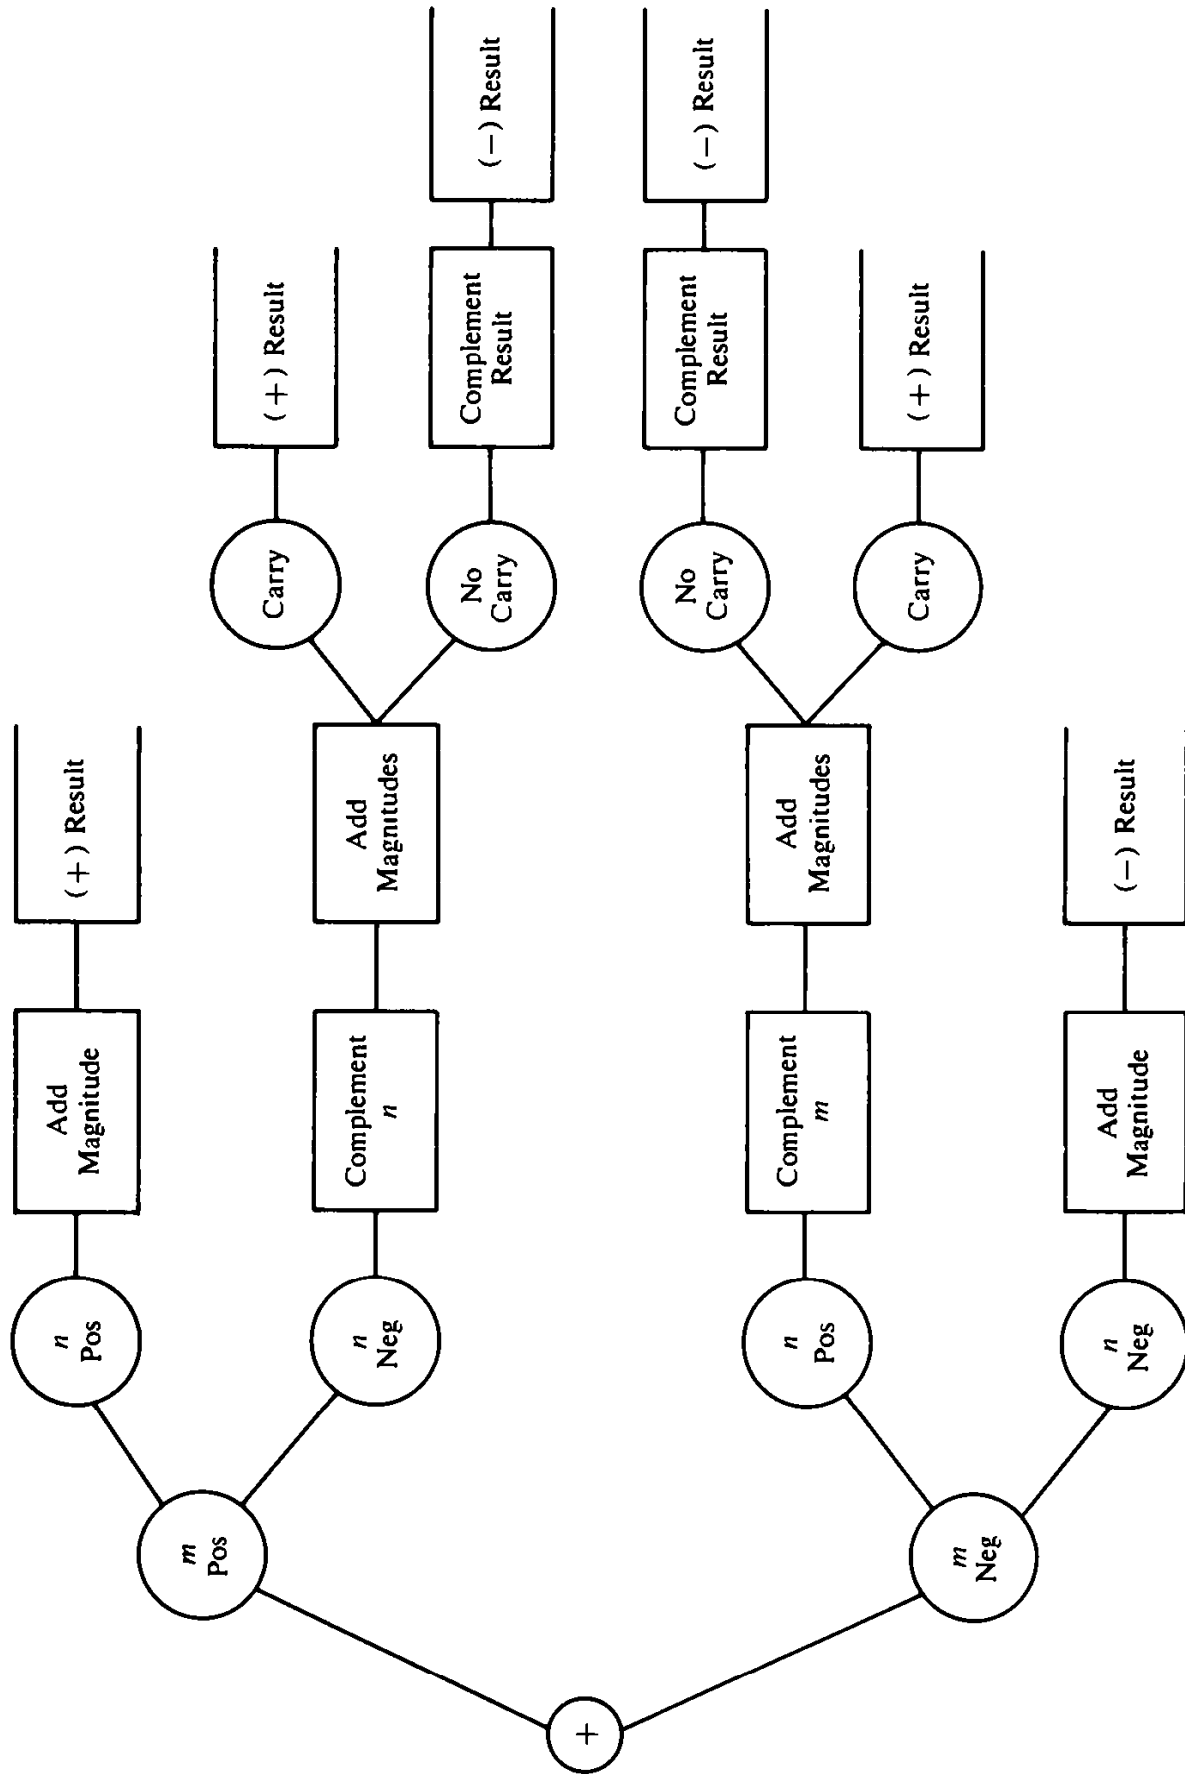 +
m
Pos
n
Pos
Add
Magnitude
(+) Result
n
Neg
Complement
n
Add
Magnitudes
Carry
(+) Result
No
Carry
Complement
Result
(−) Result
m
Neg
n
Pos
Complement
m
Add
Magnitudes
No
Carry
Complement
Result
(−) Result
Carry
(+) Result
n
Neg
Add
Magnitude
(−) Result